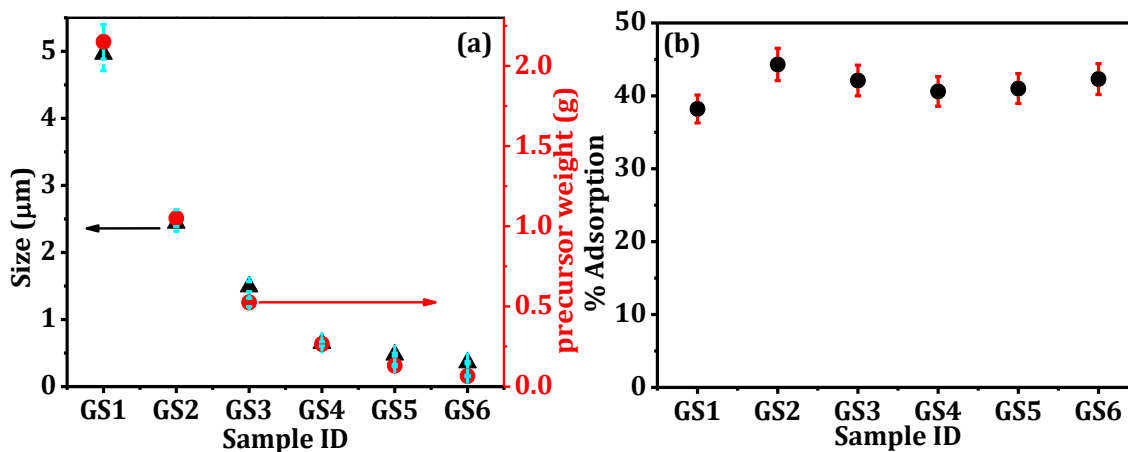 (a)
Size (μm)
5
4
3
2
1
0
precursor weight (g)
2.0
1.5
1.0
0.5
0.0
GS1 GS2 GS3 GS4 GS5 GS6
Sample ID
(b)
% Adsorption
50
40
30
20
10
0
GS1 GS2 GS3 GS4 GS5 GS6
Sample ID